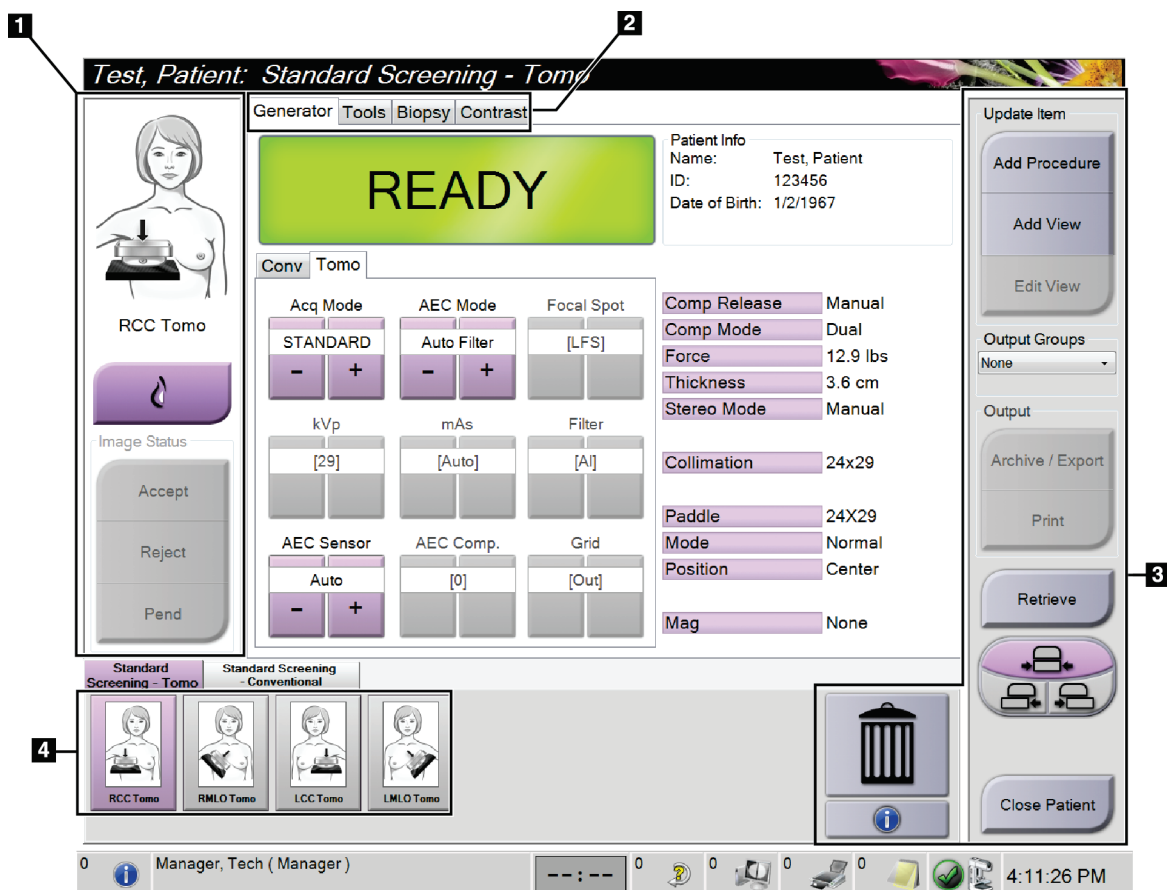 1
2
Test, Patient: Standard Screening - Tomo
Generator Tools Biopsy Contrast
READY
Patient Info
Name: Test, Patient
ID: 123456
Date of Birth: 1/2/1967
RCC Tomo
Image Status
Accept
Reject
Pend
Conv Tomo
Acq Mode AEC Mode Focal Spot
STANDARD Auto Filter [LFS]
- + - +
kVp mAs Filter
[29] [Auto] [Al]
AEC Sensor AEC Comp. Grid
Auto [0] [Out]
- +
Comp Release Manual
Comp Mode Dual
Force 12.9 lbs
Thickness 3.6 cm
Stereo Mode Manual
Collimation 24x29
Paddle 24X29
Mode Normal
Position Center
Mag None
Update Item
Add Procedure
Add View
Edit View
Output Groups
None
Output
Archive / Export
Print
Retrieve
Close Patient
3
Standard
Screening - Tomo
Standard Screening
- Conventional
4
RCC Tomo RMLO Tomo LCC Tomo LMLO Tomo
i
0 i Manager, Tech ( Manager ) --:-- 0 ? 0 0 0 4:11:26 PM